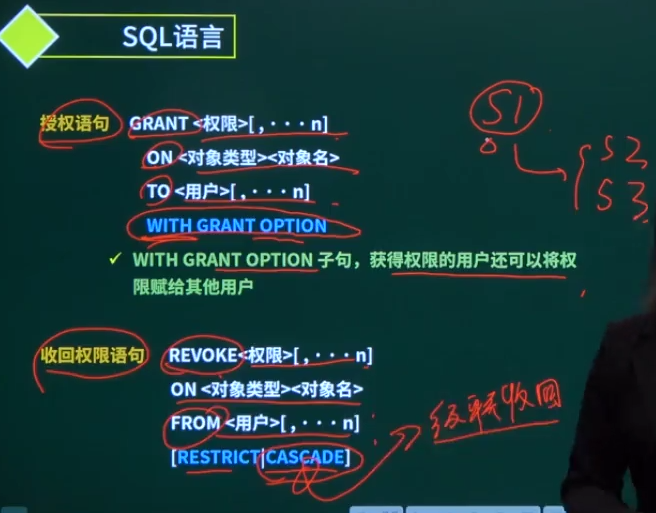 SQL语言
授权语句 GRANT <权限>[,···n]
ON <对象类型><对象名>
TO <用户>[,···n]
WITH GRANT OPTION
✓ WITH GRANT OPTION 子句，获得权限的用户还可以将权
限赋给其他用户
S1
S2
S3
收回权限语句 REVOKE<权限>[,···n]
ON <对象类型><对象名>
FROM <用户>[,···n]
[RESTRICT|CASCADE]
级联收回